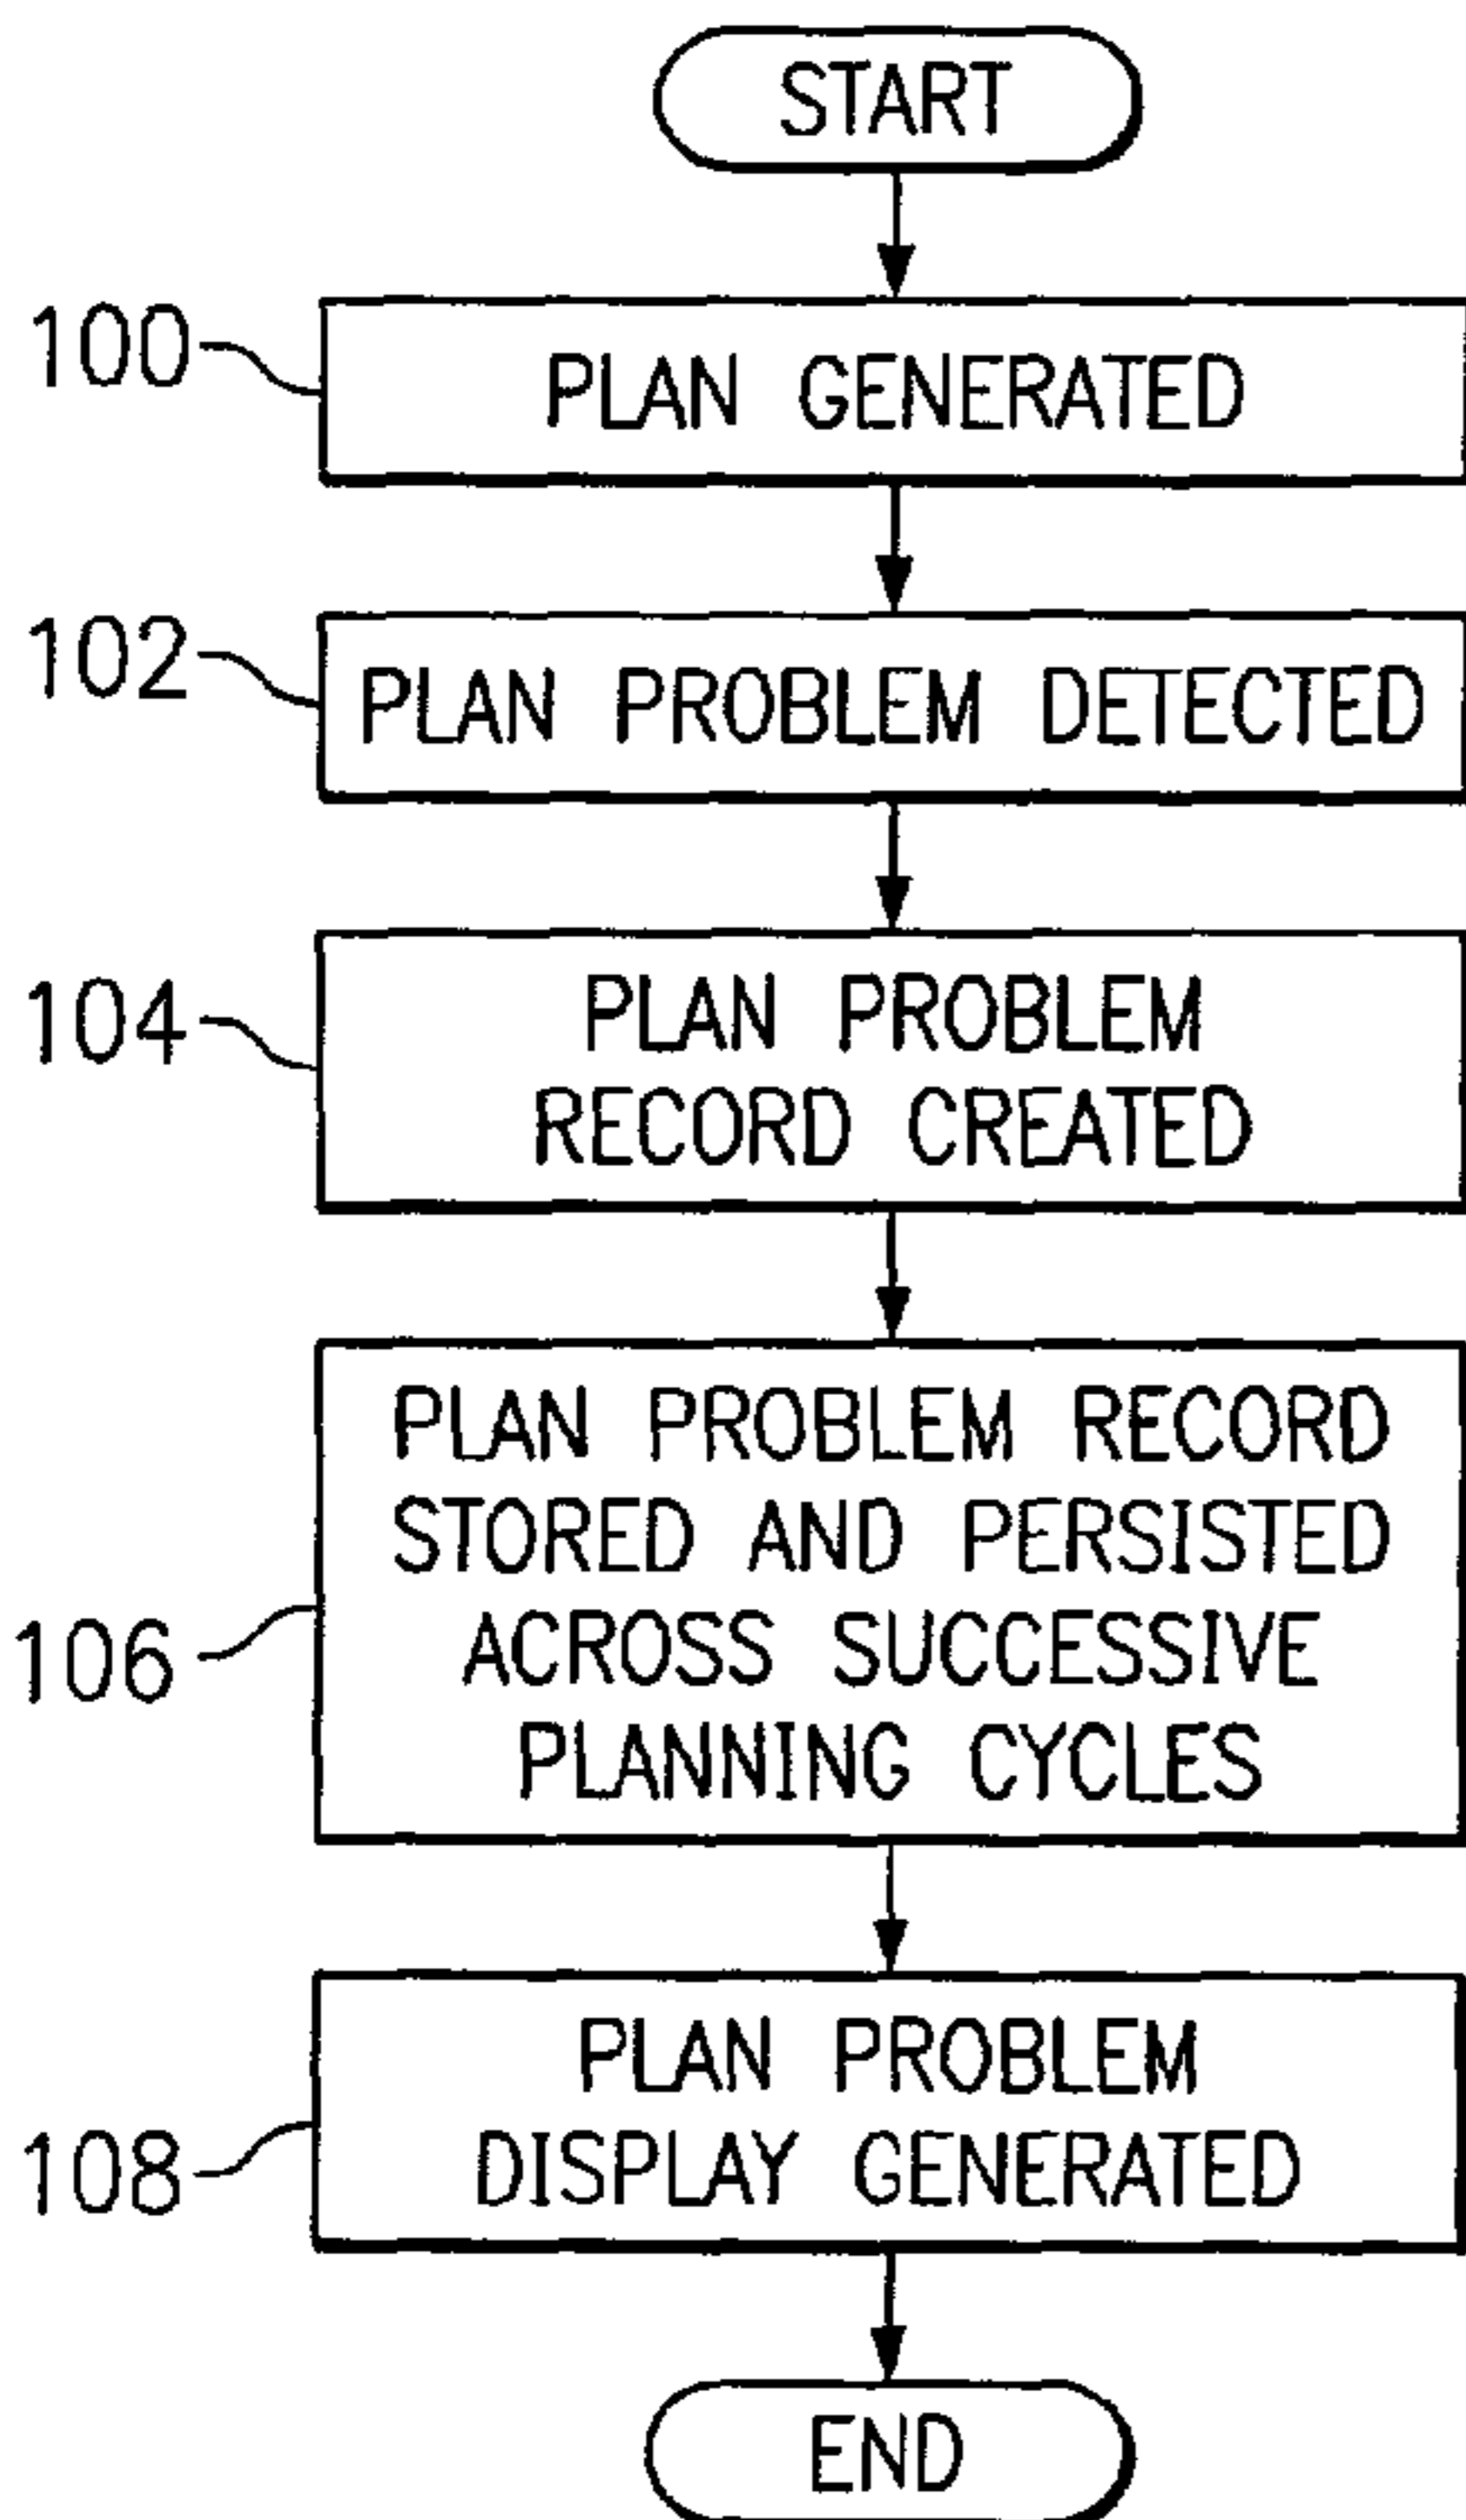 START
100
PLAN GENERATED
102
PLAN PROBLEM DETECTED
104
PLAN PROBLEM
RECORD CREATED
106
PLAN PROBLEM RECORD
STORED AND PERSISTED
ACROSS SUCCESSIVE
PLANNING CYCLES
108
PLAN PROBLEM
DISPLAY GENERATED
END